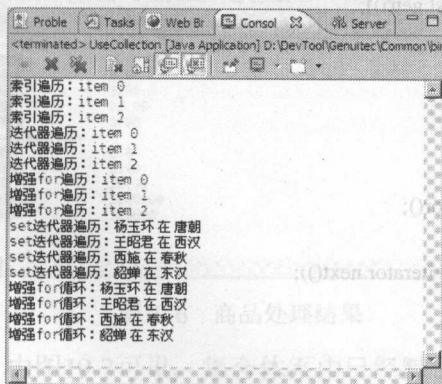 Proble Tasks Web Br Consol Server
<terminated> UseCollection [Java Application] D:\DevTool\Genuitec\Common\bin
索引遍历：item 0
索引遍历：item 1
索引遍历：item 2
迭代器遍历：item 0
迭代器遍历：item 1
迭代器遍历：item 2
增强for遍历：item 0
增强for遍历：item 1
增强for遍历：item 2
set迭代器遍历：杨玉环 在 唐朝
set迭代器遍历：王昭君 在 西汉
set迭代器遍历：西施 在 春秋
set迭代器遍历：貂蝉 在 东汉
增强for循环：杨玉环 在 唐朝
增强for循环：王昭君 在 西汉
增强for循环：西施 在 春秋
增强for循环：貂蝉 在 东汉